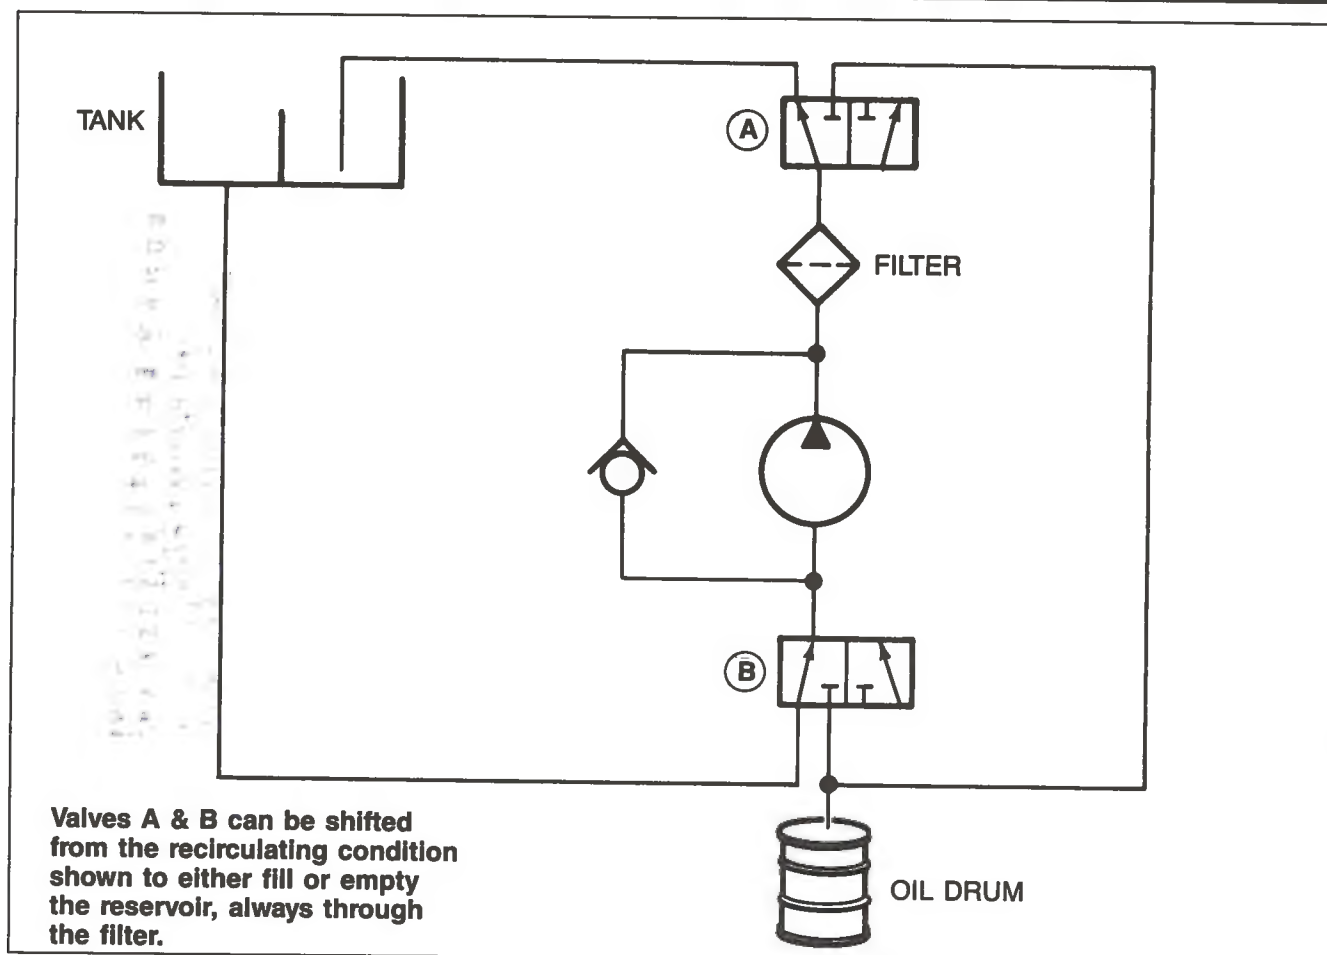 TANK
A
FILTER
B
Valves A & B can be shifted
from the recirculating condition
shown to either fill or empty
the reservoir, always through
the filter.
OIL DRUM